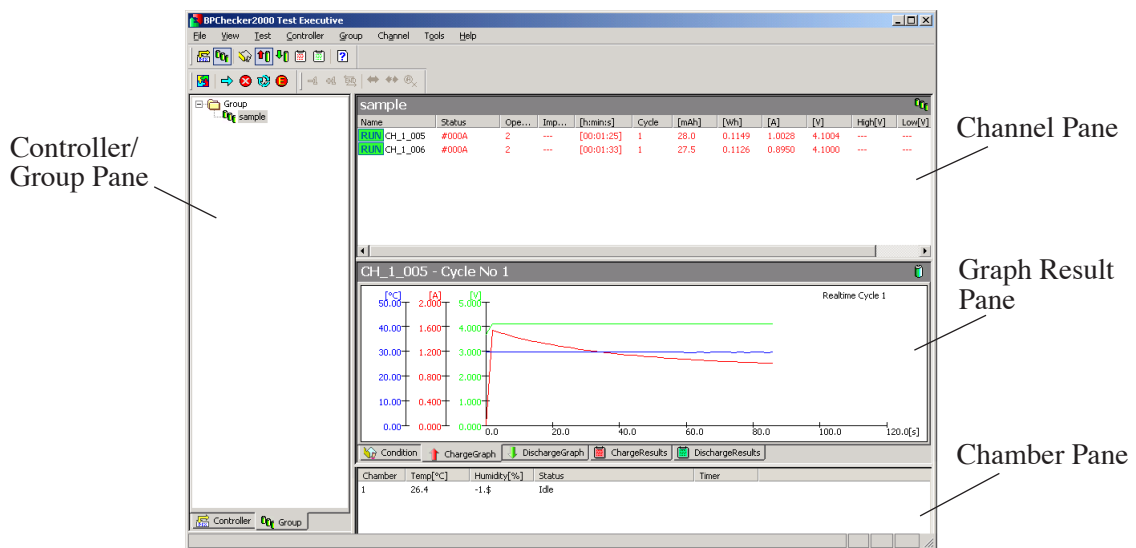 BPChecker2000 Test Executive
File View Test Controller Group Channel Tools Help
Group
sample
sample
Name Status Ope... Imp... [h:min:s] Cycle [mAh] [Wh] [A] [V] High[V] Low[V]
RUN CH_1_005 #000A 2 --- [00:01:25] 1 28.0 0.1149 1.0028 4.1004 --- ---
RUN CH_1_006 #000A 2 --- [00:01:33] 1 27.5 0.1126 0.8950 4.1000 --- ---
Controller/
Group Pane
Channel Pane
CH_1_005 - Cycle No 1
[°C] [A] [V]
Realtime Cycle 1
50.00 2.000 5.000
40.00 1.600 4.000
30.00 1.200 3.000
20.00 0.800 2.000
10.00 0.400 1.000
0.00 0.000 0.000
0.0 20.0 40.0 60.0 80.0 100.0 120.0[s]
Graph Result
Pane
Condition ChargeGraph DischargeGraph ChargeResults DischargeResults
Chamber Temp[°C] Humidity[%] Status Timer
1 26.4 -1.$ Idle
Chamber Pane
Controller Group